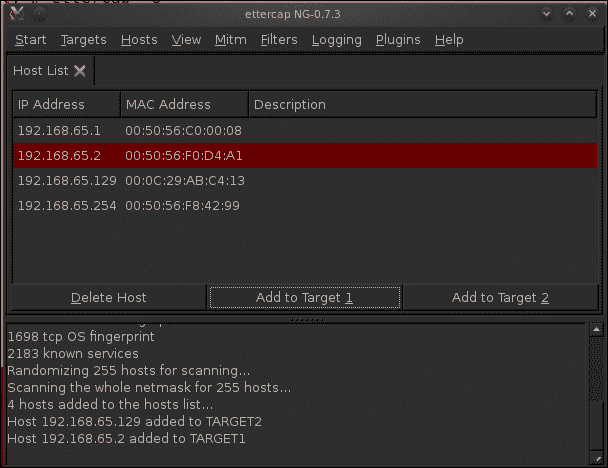 ettercap NG-0.7.3
Start Targets Hosts View Mitm Filters Logging Plugins Help
Host List
IP Address MAC Address Description
192.168.65.1 00:50:56:C0:00:08
192.168.65.2 00:50:56:F0:D4:A1
192.168.65.129 00:0C:29:AB:C4:13
192.168.65.254 00:50:56:F8:42:99
Delete Host Add to Target 1 Add to Target 2
1698 tcp OS fingerprint
2183 known services
Randomizing 255 hosts for scanning...
Scanning the whole netmask for 255 hosts...
4 hosts added to the hosts list...
Host 192.168.65.129 added to TARGET2
Host 192.168.65.2 added to TARGET1